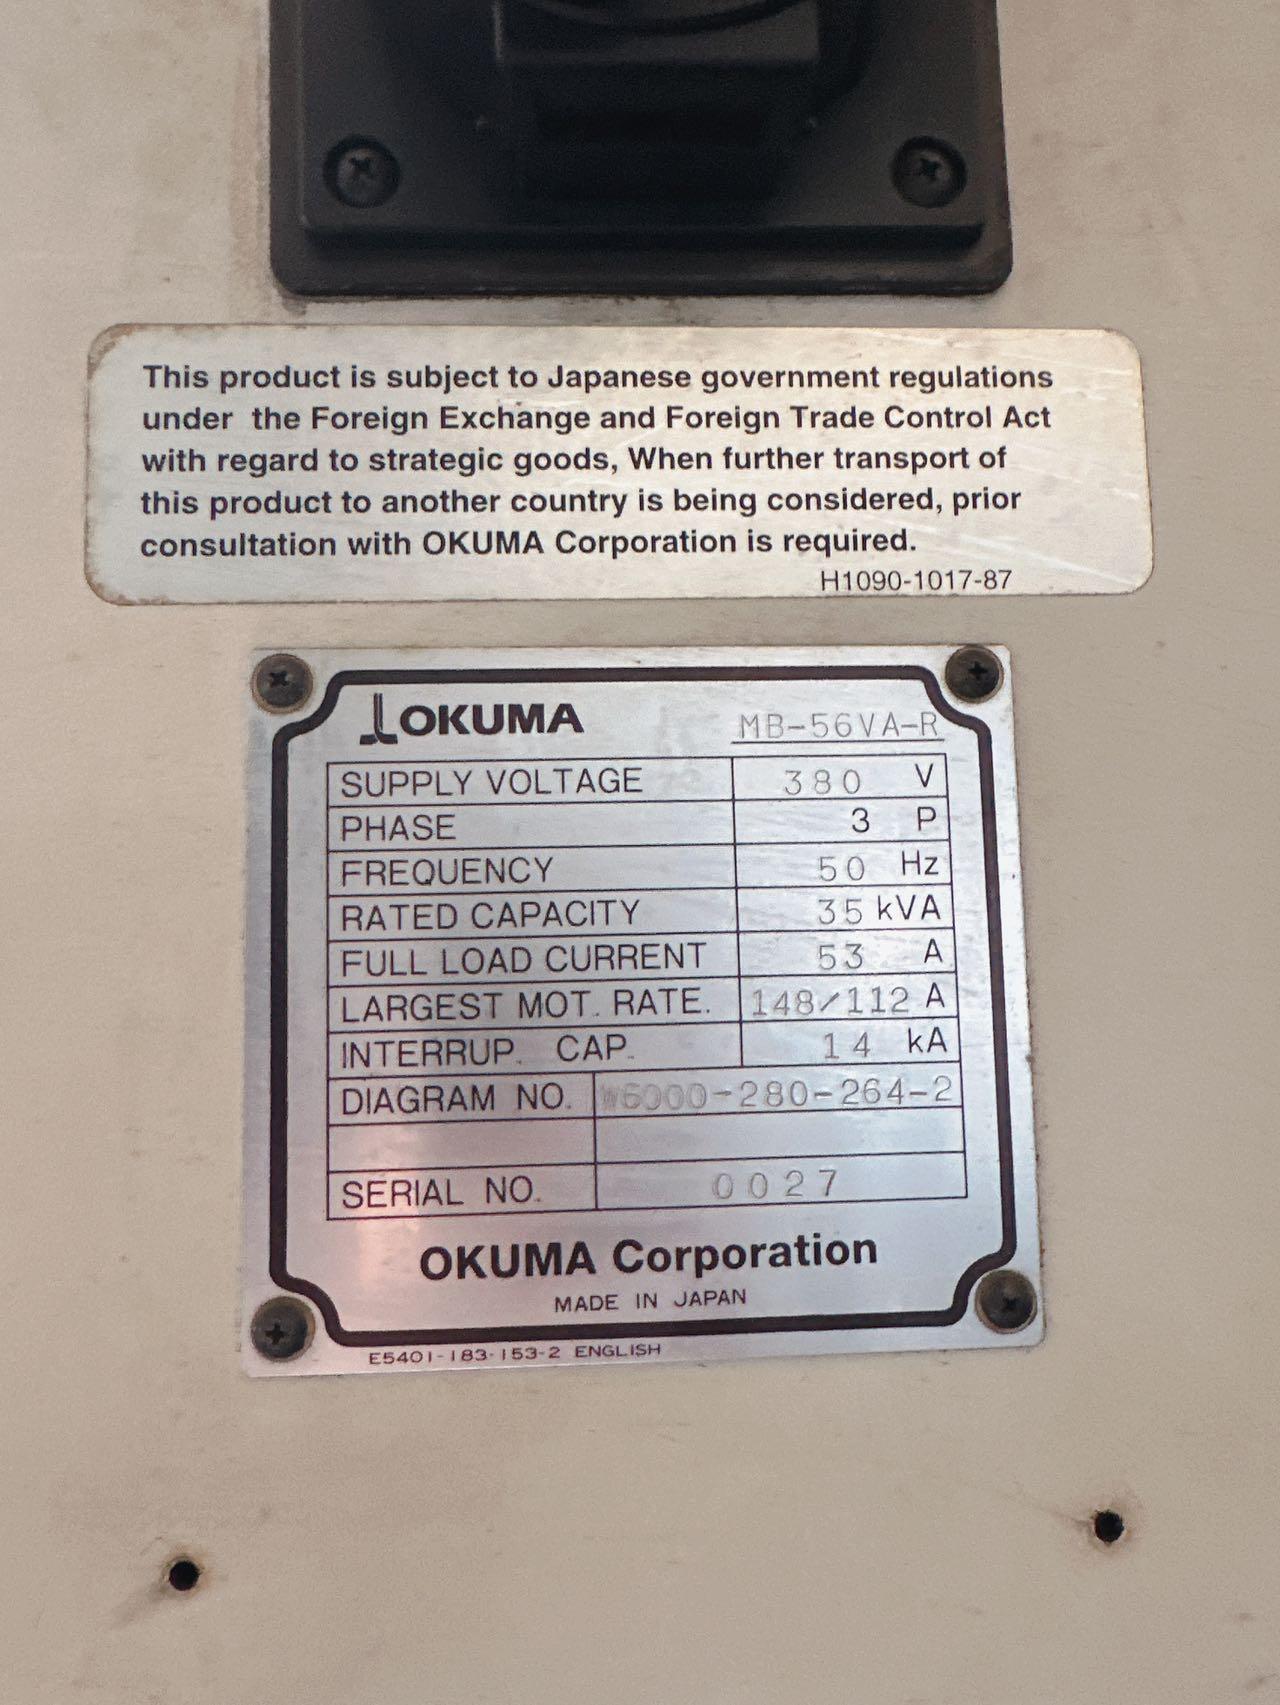 This product is subject to Japanese government regulations
under the Foreign Exchange and Foreign Trade Control Act
with regard to strategic goods, When further transport of
this product to another country is being considered, prior
consultation with OKUMA Corporation is required.
H1090-1017-87
OKUMA MB-56VA-R
SUPPLY VOLTAGE 380 V
PHASE 3 P
FREQUENCY 50 Hz
RATED CAPACITY 35 kVA
FULL LOAD CURRENT 53 A
LARGEST MOT. RATE. 148/112 A
INTERRUP. CAP. 14 kA
DIAGRAM NO. W6000-280-264-2
SERIAL NO. 0027
OKUMA Corporation
MADE IN JAPAN
E5401-183-153-2 ENGLISH